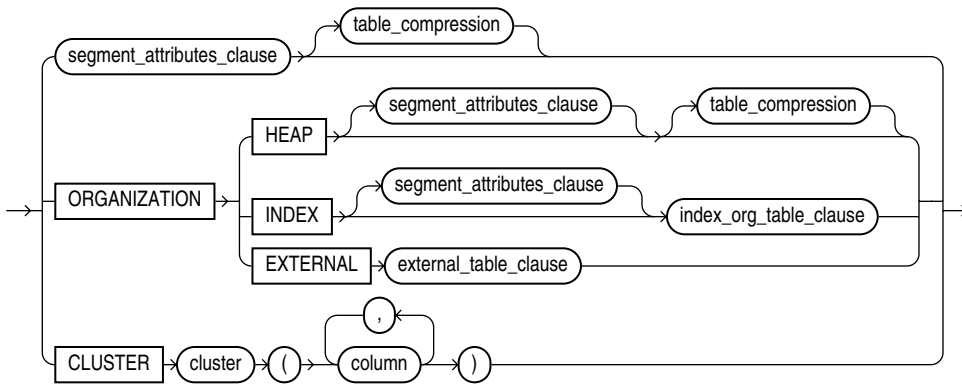 table_compression
segment_attributes_clause
segment_attributes_clause table_compression
HEAP
segment_attributes_clause
ORGANIZATION INDEX index_org_table_clause
EXTERNAL external_table_clause
,
CLUSTER cluster ( column )